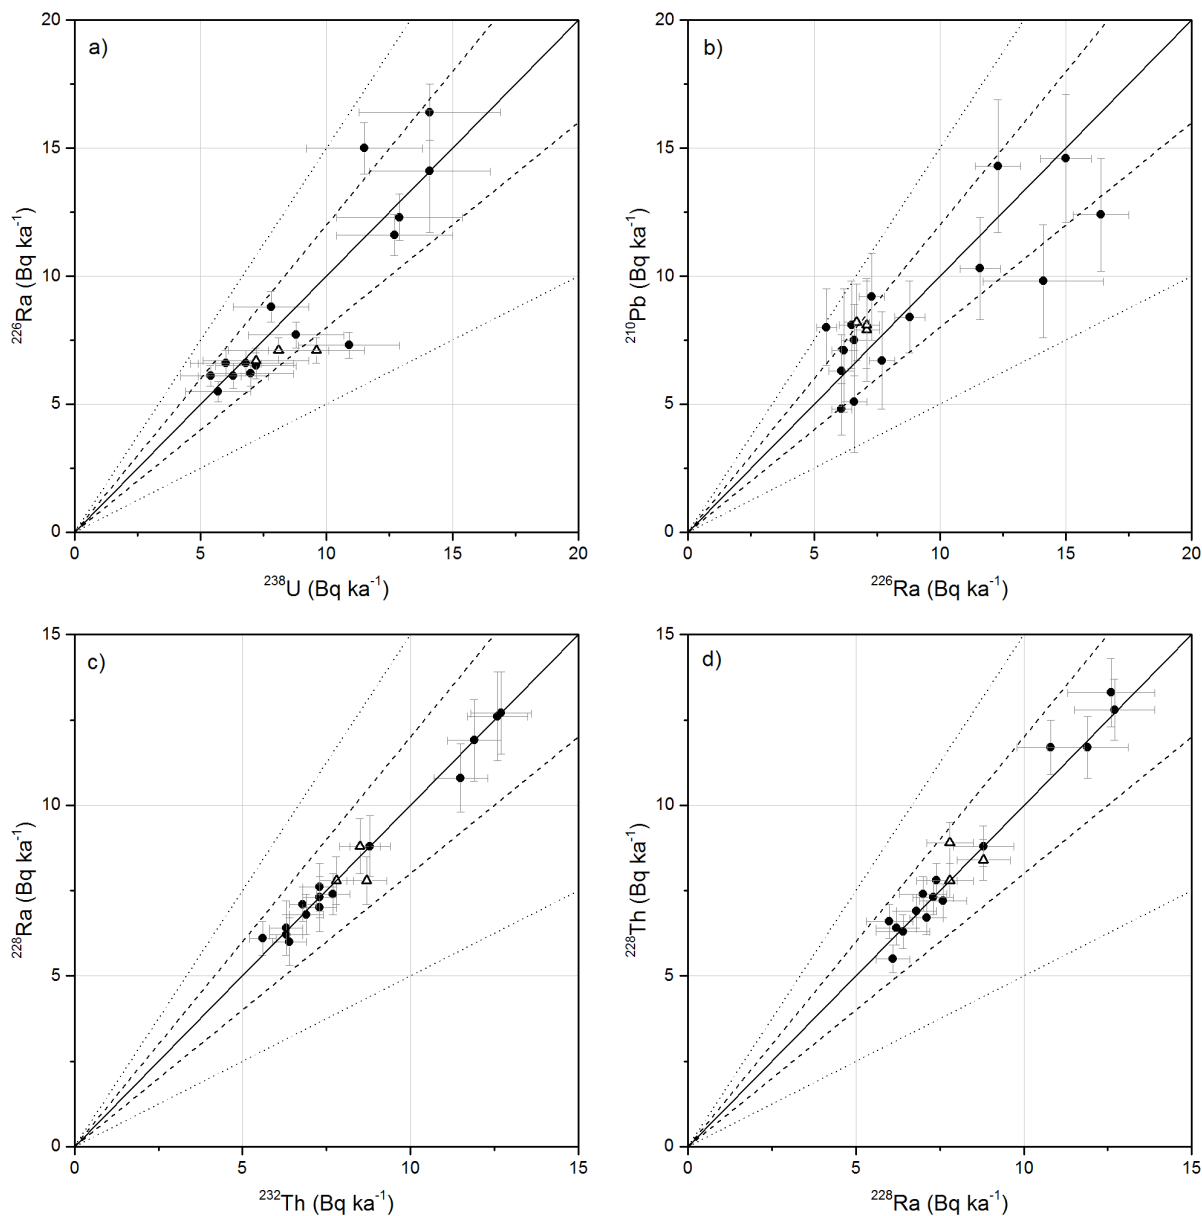 a)
20
15
10
5
0
²²⁶Ra (Bq ka⁻¹)
0 5 10 15 20
²³⁸U (Bq ka⁻¹)
b)
20
15
10
5
0
²¹⁰Pb (Bq ka⁻¹)
0 5 10 15 20
²²⁶Ra (Bq ka⁻¹)
c)
15
10
5
0
²²⁸Ra (Bq ka⁻¹)
0 5 10 15
²³²Th (Bq ka⁻¹)
d)
15
10
5
0
²²⁸Th (Bq ka⁻¹)
0 5 10 15
²²⁸Ra (Bq ka⁻¹)